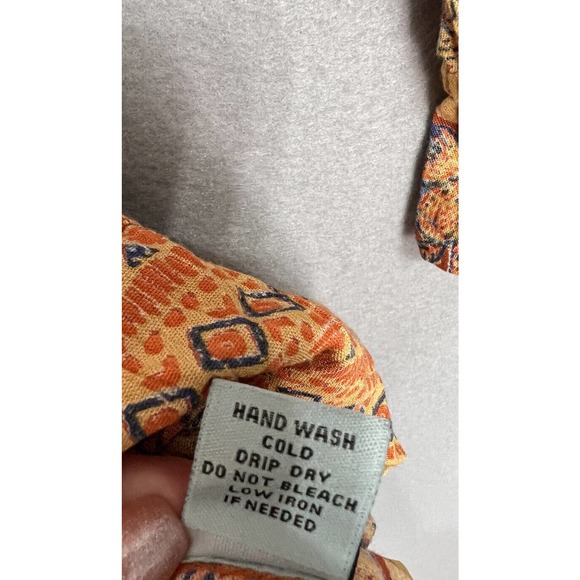 HAND WASH
COLD
DRIP DRY
DO NOT BLEACH
LOW IRON
IF NEEDED